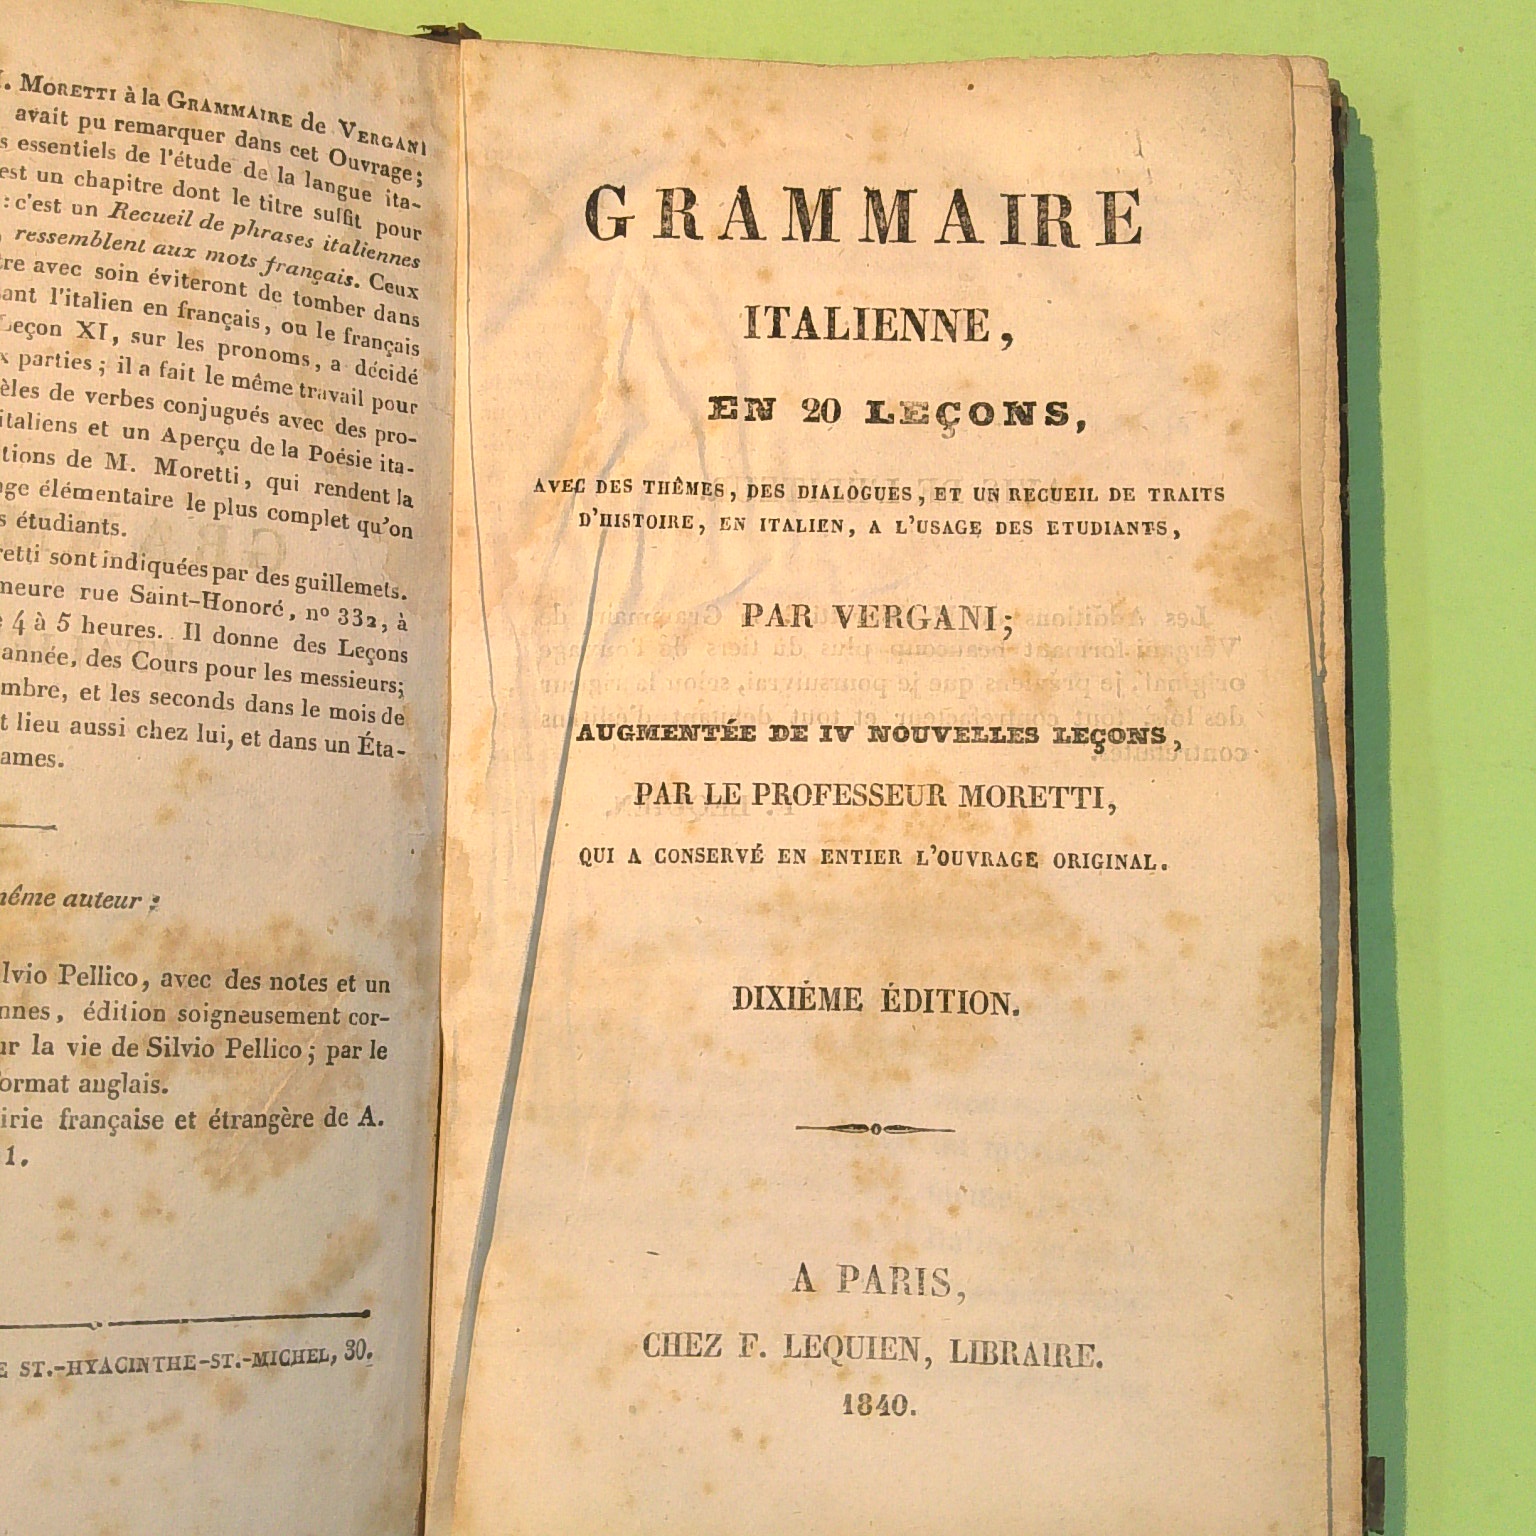 . MORETTI à la GRAMMAIRE de VERGANI
avait pu remarquer dans cet Ouvrage;
s essentiels de l'étude de la langue ita-
est un chapitre dont le titre suffit pour
: c'est un Recueil de phrases italiennes
ressemblent aux mots français. Ceux
tre avec soin éviteront de tomber dans
sant l'italien en français, ou le français
Leçon XI, sur les pronoms, a décidé
x parties; il a fait le même travail pour
èles de verbes conjugués avec des pro-
italiens et un Aperçu de la Poésie ita-
tions de M. Moretti, qui rendent la
age élémentaire le plus complet qu'on
s étudiants.
retti sont indiquées par des guillemets.
meure rue Saint-Honoré, n° 332, à
e 4 à 5 heures. Il donne des Leçons
année, des Cours pour les messieurs;
mbre, et les seconds dans le mois de
t lieu aussi chez lui, et dans un Éta-
ames.
même auteur :
ilvio Pellico, avec des notes et un
nnes, édition soigneusement cor-
ur la vie de Silvio Pellico; par le
format anglais.
irie française et étrangère de A.
1.
E ST.-HYACINTHE-ST.-MICHEL, 30.
GRAMMAIRE
ITALIENNE,
EN 20 LEÇONS,
AVEC DES THÊMES, DES DIALOGUES, ET UN RECUEIL DE TRAITS
D'HISTOIRE, EN ITALIEN, A L'USAGE DES ETUDIANTS,
PAR VERGANI;
AUGMENTÉE DE IV NOUVELLES LEÇONS,
PAR LE PROFESSEUR MORETTI,
QUI A CONSERVÉ EN ENTIER L'OUVRAGE ORIGINAL.
DIXIÉME ÉDITION.
A PARIS,
CHEZ F. LEQUIEN, LIBRAIRE.
1840.